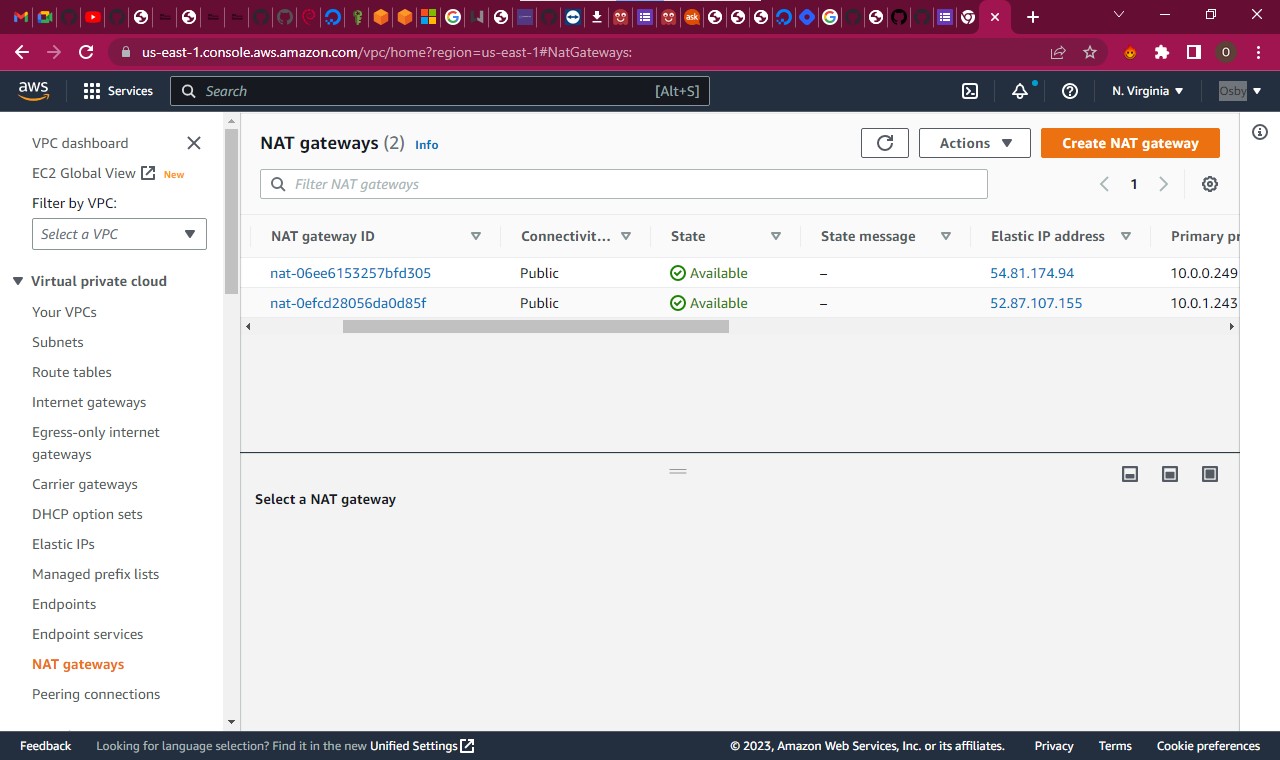 us-east-1.console.aws.amazon.com/vpc/home?region=us-east-1#NatGateways:
O
aws
Services
Search
[Alt+S]
N. Virginia
Osby
VPC dashboard
EC2 Global View New
Filter by VPC:
Select a VPC
Virtual private cloud
Your VPCs
Subnets
Route tables
Internet gateways
Egress-only internet
gateways
Carrier gateways
DHCP option sets
Elastic IPs
Managed prefix lists
Endpoints
Endpoint services
NAT gateways
Peering connections
NAT gateways (2) Info
Actions
Create NAT gateway
Filter NAT gateways
1
NAT gateway ID Connectivit... State State message Elastic IP address Primary pr
nat-06ee6153257bfd305 Public Available – 54.81.174.94 10.0.0.249
nat-0efcd28056da0d85f Public Available – 52.87.107.155 10.0.1.243
Select a NAT gateway
Feedback Looking for language selection? Find it in the new Unified Settings © 2023, Amazon Web Services, Inc. or its affiliates. Privacy Terms Cookie preferences